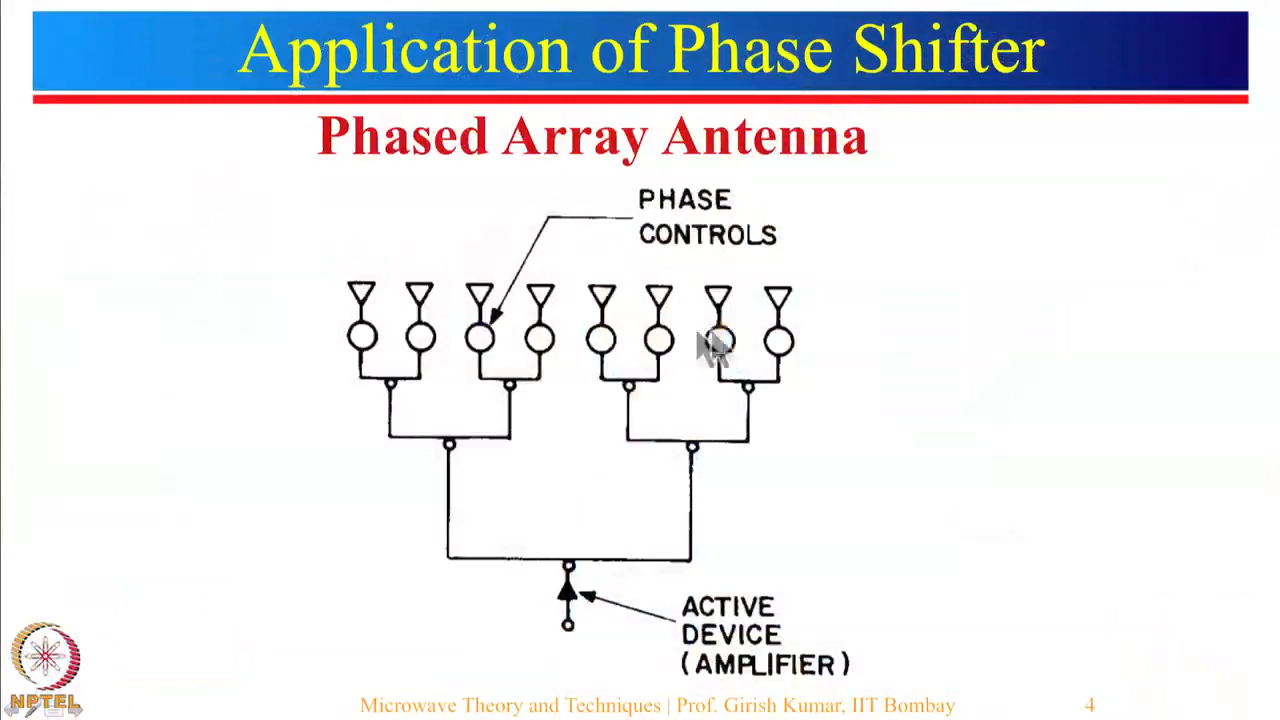 Application of Phase Shifter
Phased Array Antenna
PHASE
CONTROLS
ACTIVE
DEVICE
(AMPLIFIER)
NPTEL
Microwave Theory and Techniques | Prof. Girish Kumar, IIT Bombay
4